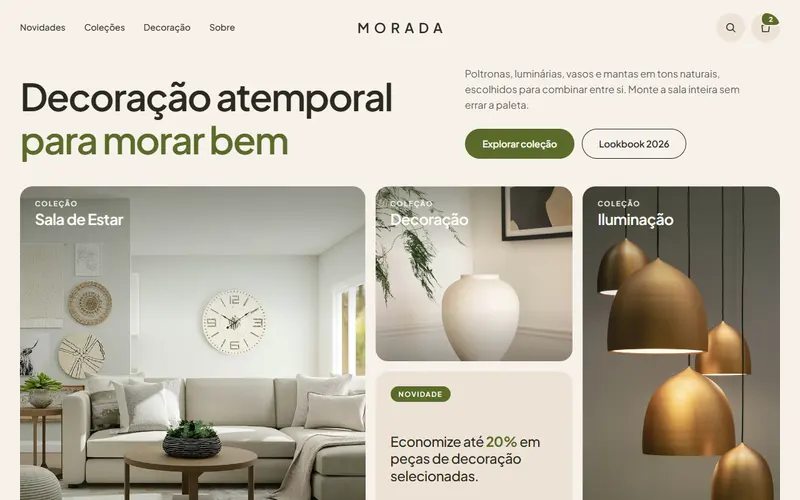 Novidades
Coleções
Decoração
Sobre
MORADA
2
Decoração atemporal
para morar bem
Poltronas, luminárias, vasos e mantas em tons naturais,
escolhidos para combinar entre si. Monte a sala inteira sem
errar a paleta.
Explorar coleção
Lookbook 2026
COLEÇÃO
Sala de Estar
COLEÇÃO
Decoração
COLEÇÃO
Iluminação
NOVIDADE
Economize até 20% em
peças de decoração
selecionadas.